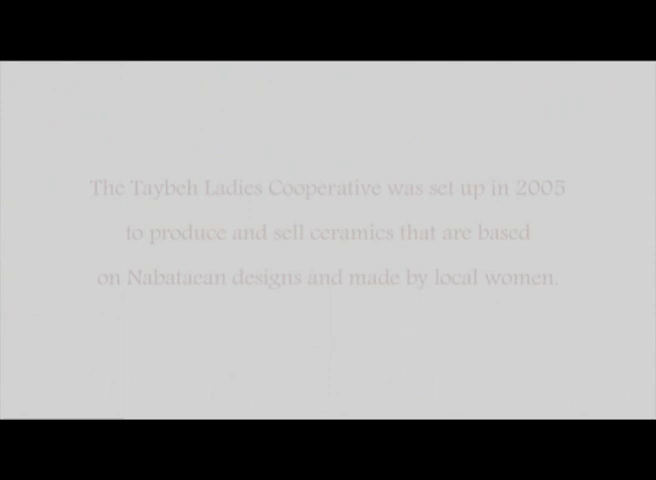 The Taybeh Ladies Cooperative was set up in 2005
to produce and sell ceramics that are based
on Nabataean designs and made by local women.